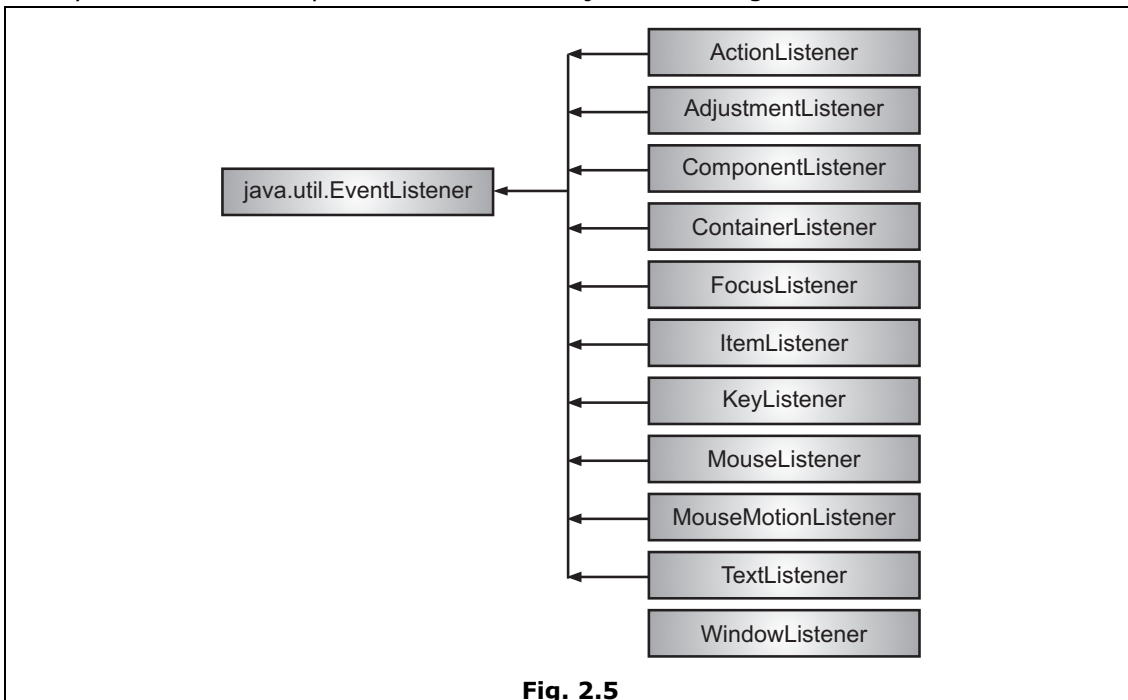 ActionListener
AdjustmentListener
ComponentListener
java.util.EventListener
ContainerListener
FocusListener
ItemListener
KeyListener
MouseListener
MouseMotionListener
TextListener
WindowListener
Fig. 2.5